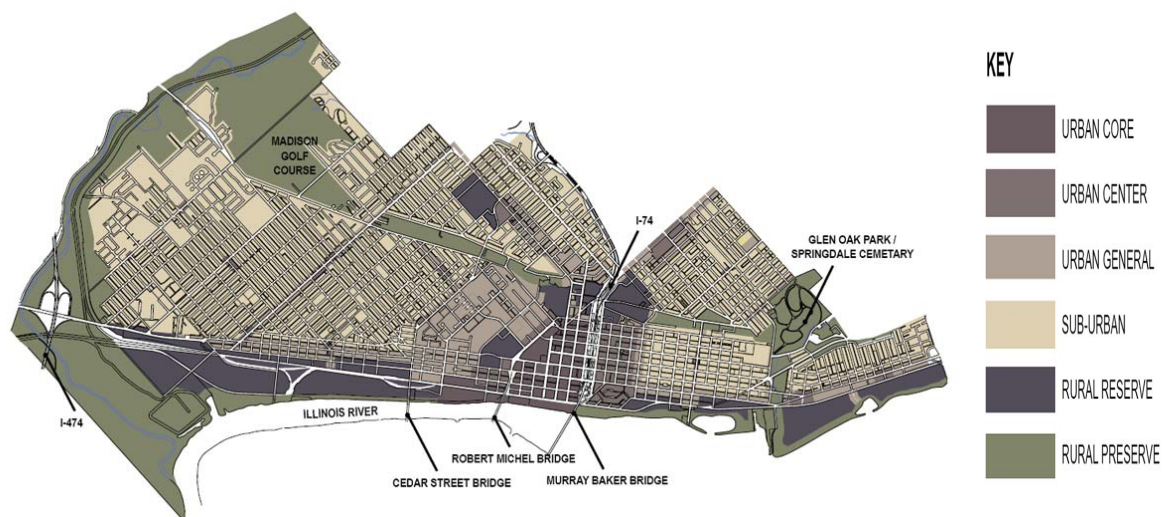 KEY
URBAN CORE
URBAN CENTER
URBAN GENERAL
SUB-URBAN
RURAL RESERVE
RURAL PRESERVE
MADISON
GOLF
COURSE
I-74
GLEN OAK PARK /
SPRINGDALE CEMETARY
I-474
ILLINOIS RIVER
ROBERT MICHEL BRIDGE
CEDAR STREET BRIDGE
MURRAY BAKER BRIDGE